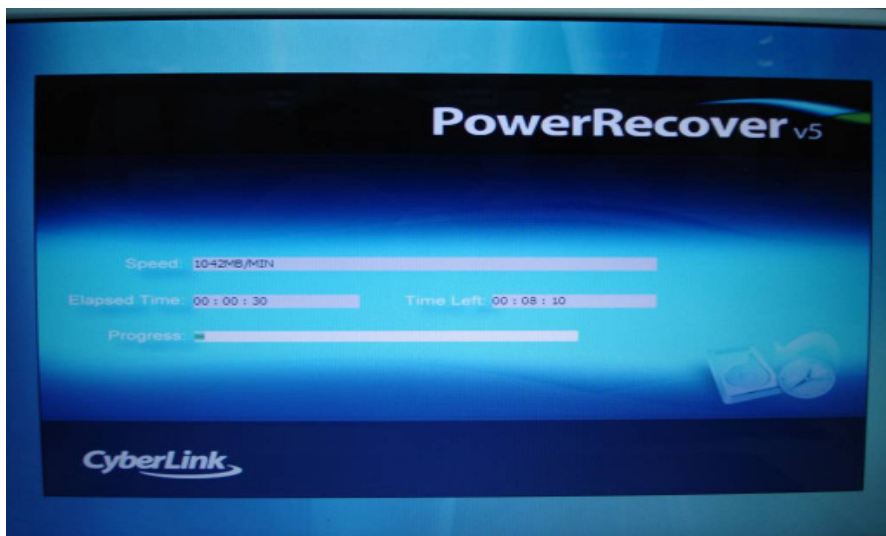 PowerRecover v5
Speed: 1042MB/MIN
Elapsed Time: 00 : 00 : 30 Time Left: 00 : 08 : 10
Progress:
CyberLink